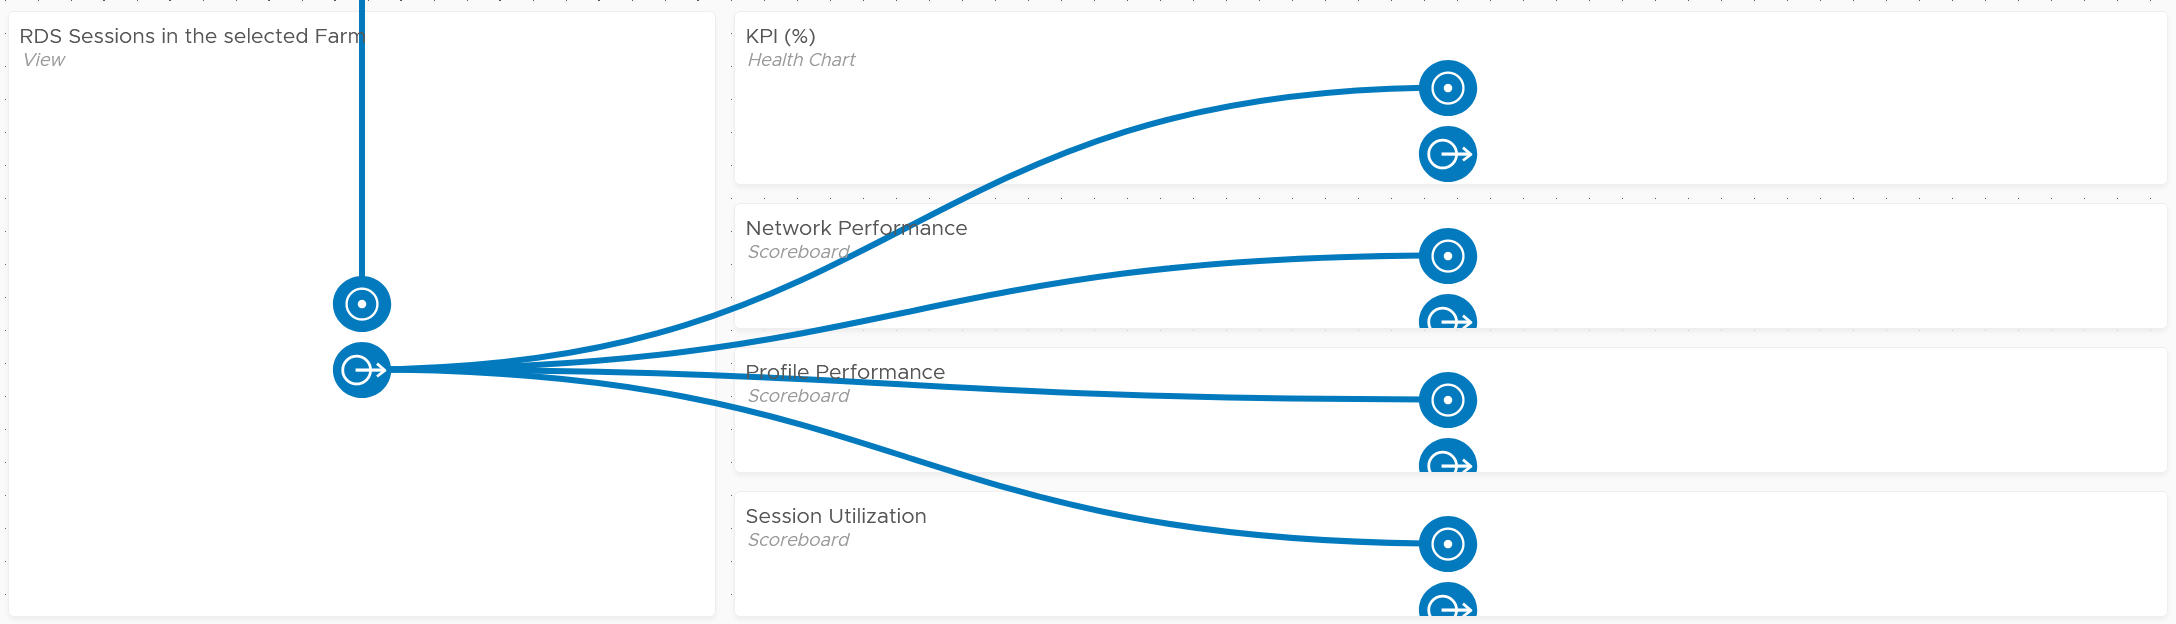 RDS Sessions in the selected Farm
View
KPI (%)
Health Chart
Network Performance
Scoreboard
Profile Performance
Scoreboard
Session Utilization
Scoreboard